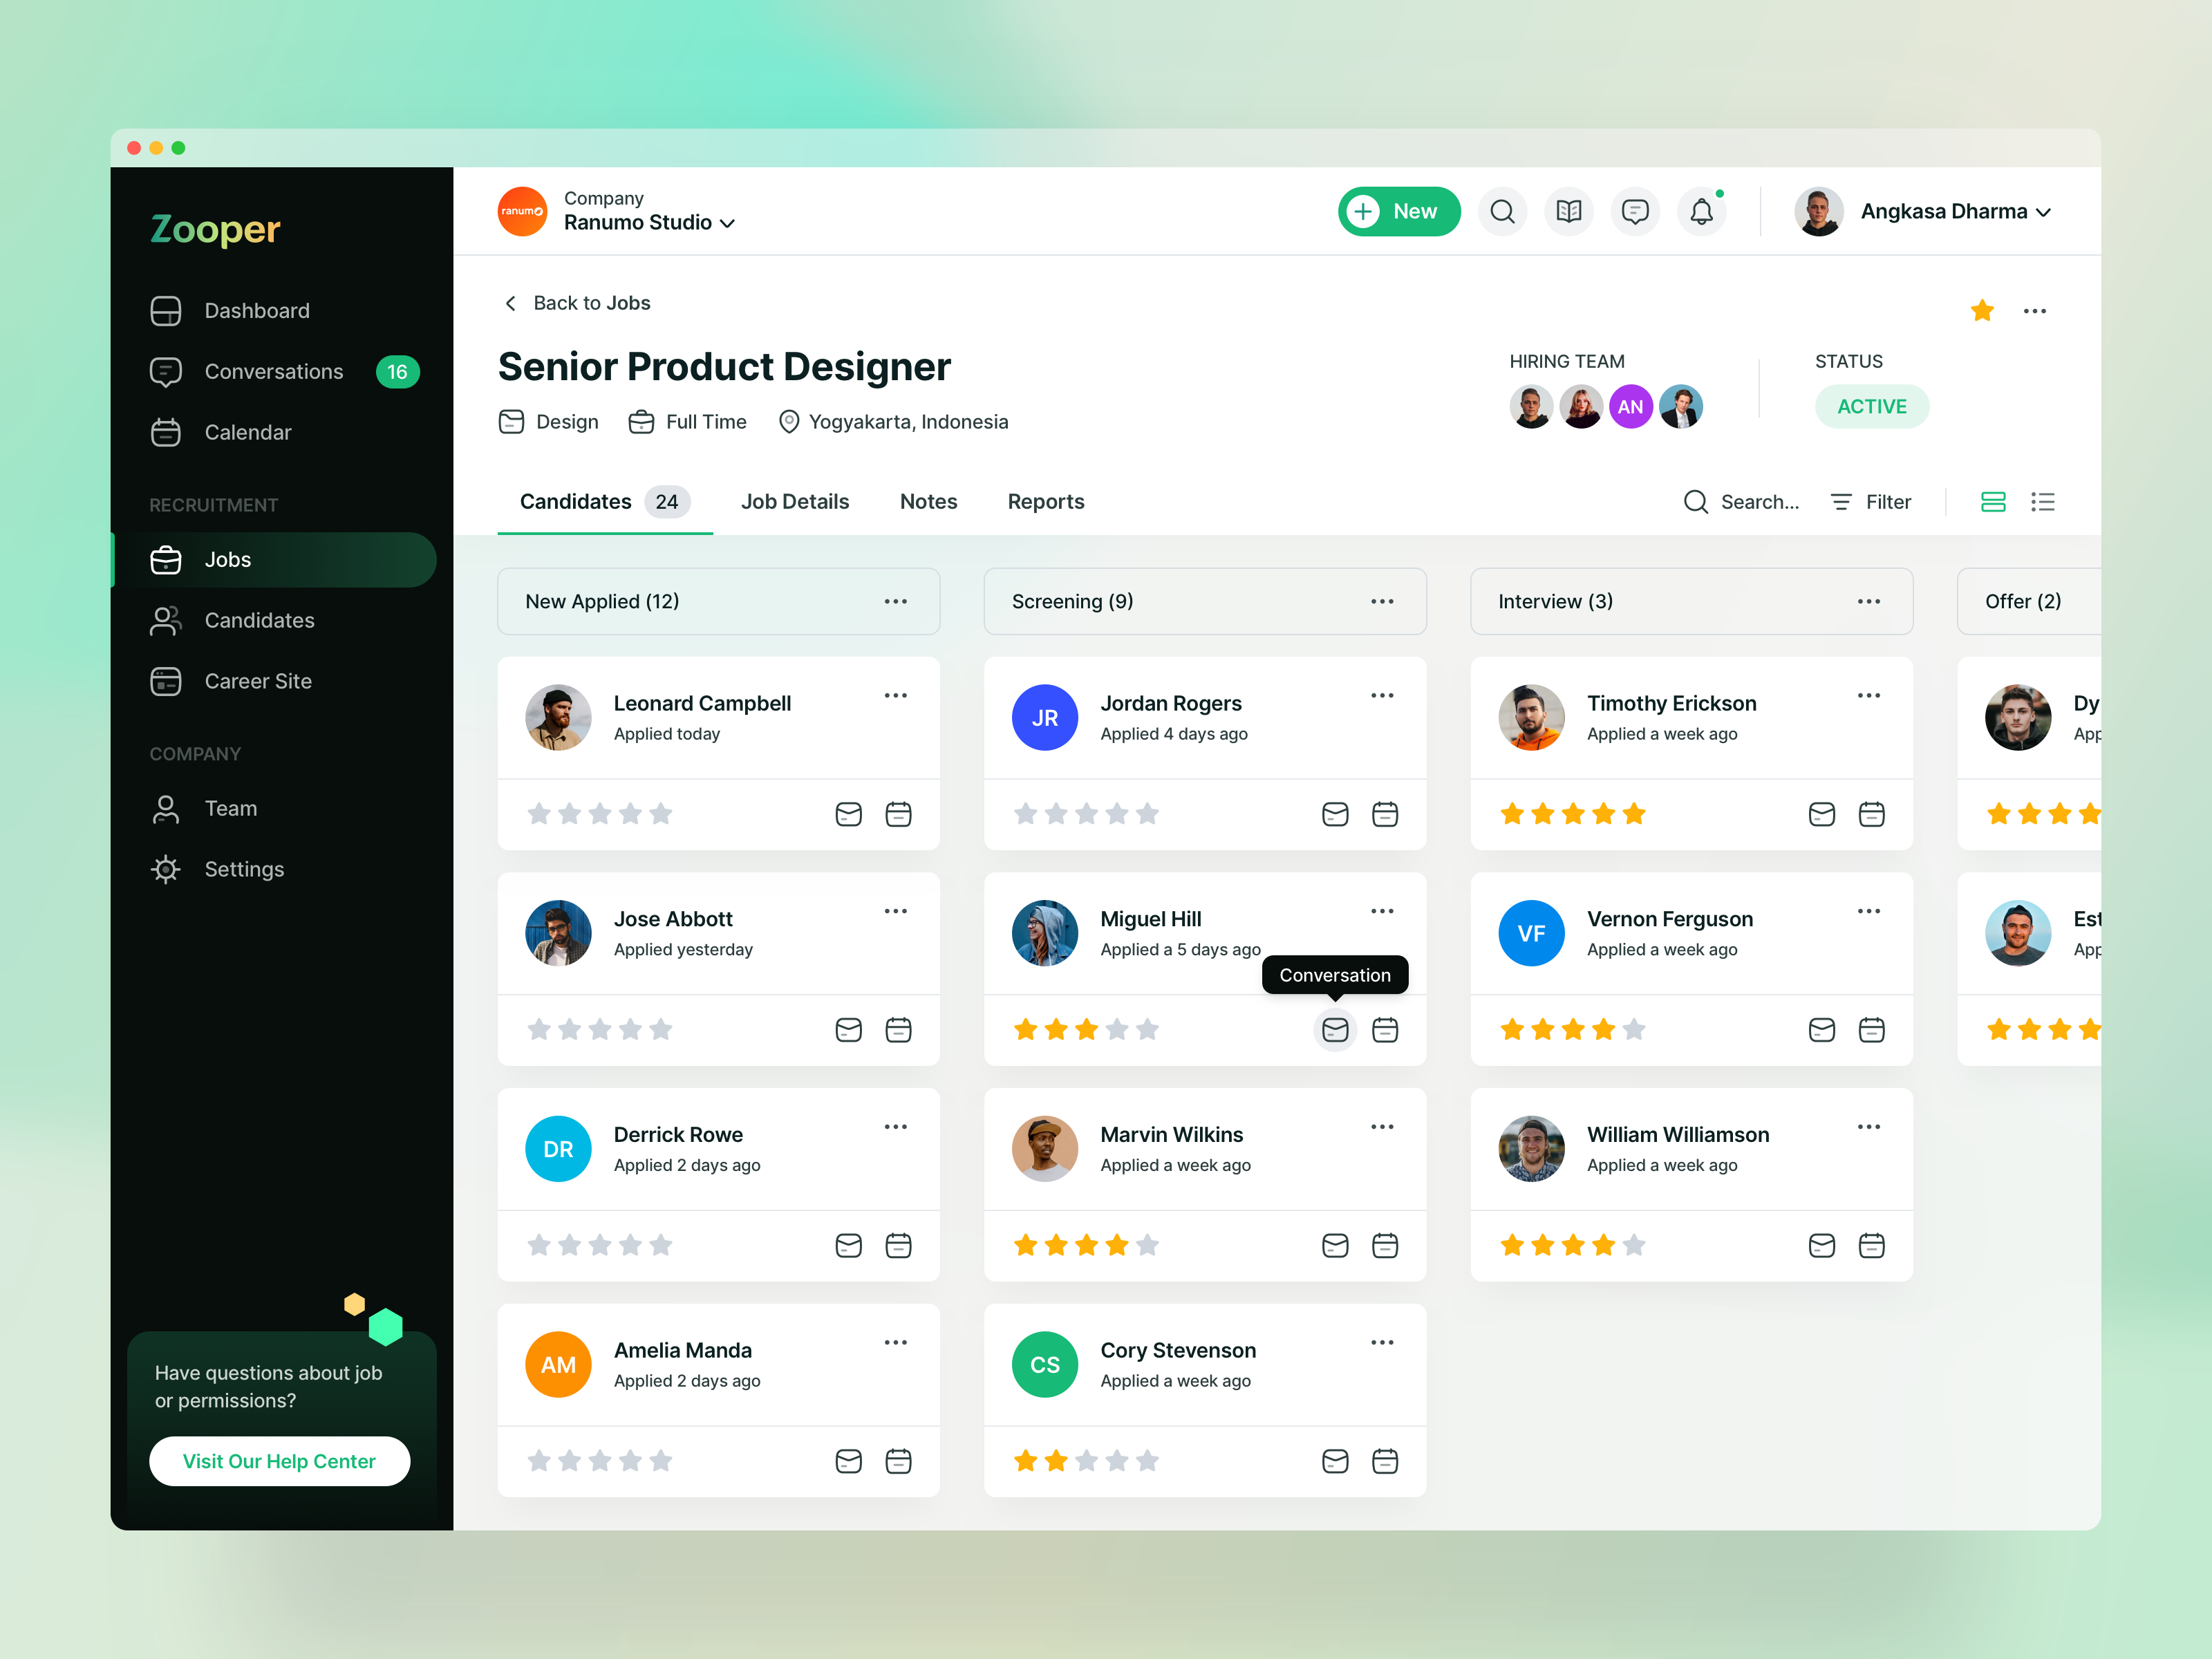 Zooper
Dashboard
Conversations 16
Calendar
RECRUITMENT
Jobs
Candidates
Career Site
COMPANY
Team
Settings
Have questions about job
or permissions?
Visit Our Help Center
ranumo
Company
Ranumo Studio
New
Angkasa Dharma
Back to Jobs
Senior Product Designer
Design Full Time Yogyakarta, Indonesia
HIRING TEAM
AN
STATUS
ACTIVE
Candidates 24 Job Details Notes Reports
Search... Filter
New Applied (12)
Leonard Campbell
Applied today
Jose Abbott
Applied yesterday
DR
Derrick Rowe
Applied 2 days ago
AM
Amelia Manda
Applied 2 days ago
Screening (9)
JR
Jordan Rogers
Applied 4 days ago
Miguel Hill
Applied a 5 days ago
Conversation
Marvin Wilkins
Applied a week ago
CS
Cory Stevenson
Applied a week ago
Interview (3)
Timothy Erickson
Applied a week ago
VF
Vernon Ferguson
Applied a week ago
William Williamson
Applied a week ago
Offer (2)
Dy
App
Est
App